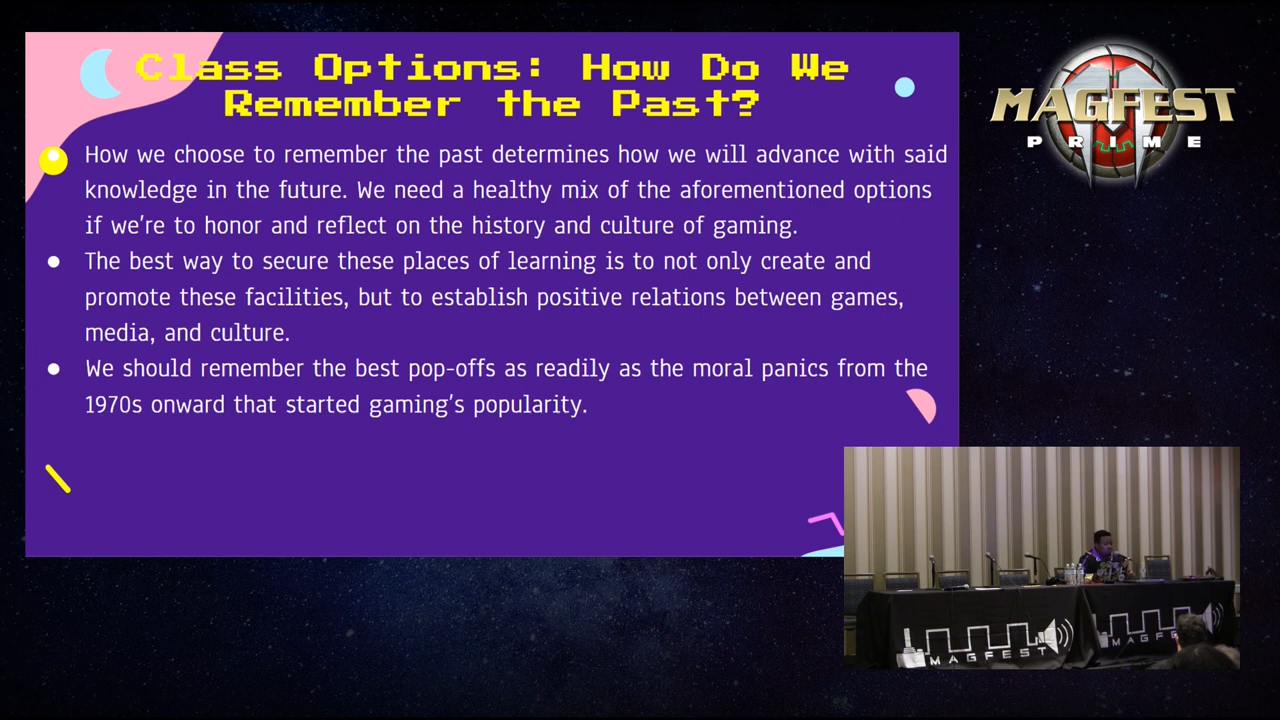 Class Options: How Do We
Remember the Past?
How we choose to remember the past determines how we will advance with said
knowledge in the future. We need a healthy mix of the aforementioned options
if we're to honor and reflect on the history and culture of gaming.
The best way to secure these places of learning is to not only create and
promote these facilities, but to establish positive relations between games,
media, and culture.
We should remember the best pop-offs as readily as the moral panics from the
1970s onward that started gaming's popularity.
MAGFEST
PRIME
MAGFEST
MAGFE